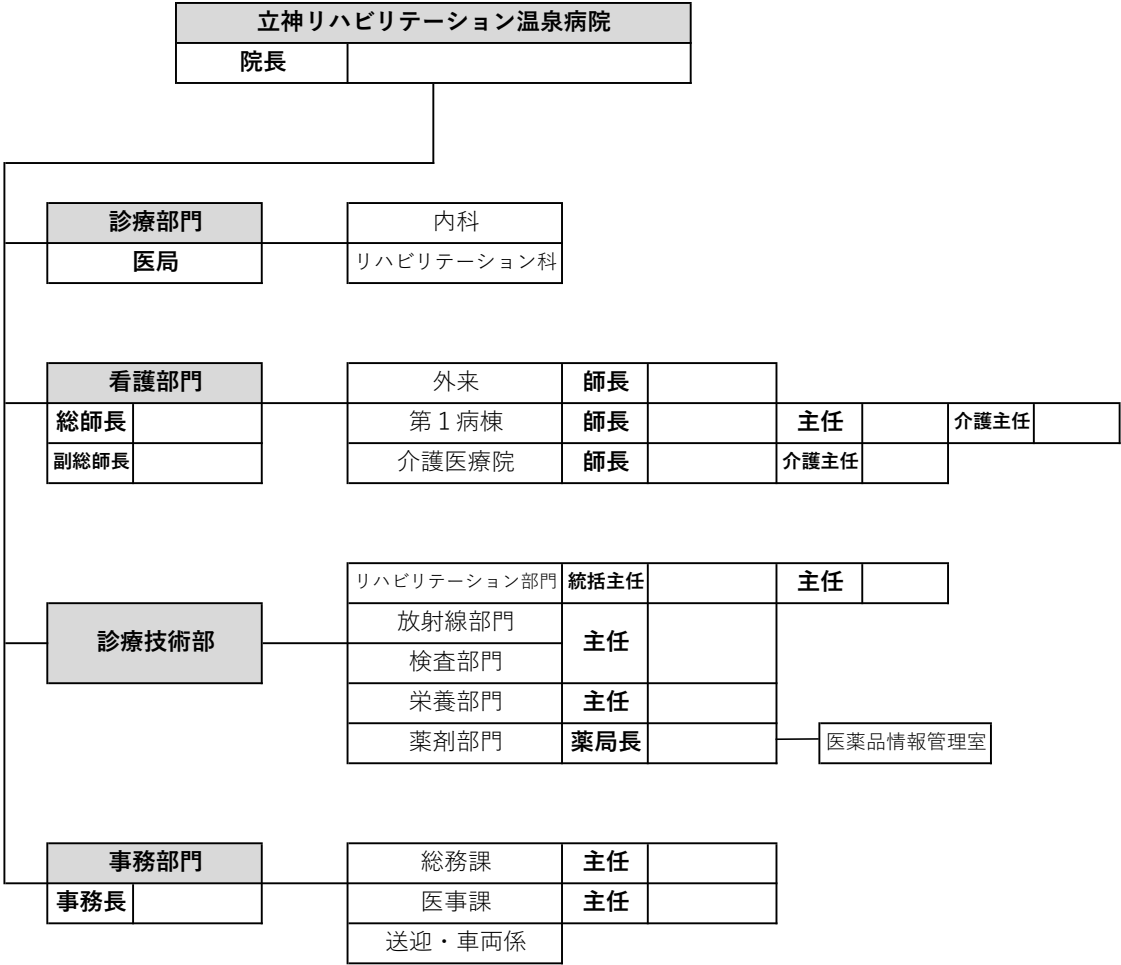 立神リハビリテーション温泉病院
院長
診療部門 内科
医局 リハビリテーション科
看護部門 外来 師長
総師長 第１病棟 師長 主任 介護主任
副総師長 介護医療院 師長 介護主任
リハビリテーション部門 統括主任 主任
放射線部門
診療技術部 主任
検査部門
栄養部門 主任
薬剤部門 薬局長 医薬品情報管理室
事務部門 総務課 主任
事務長 医事課 主任
送迎・車両係